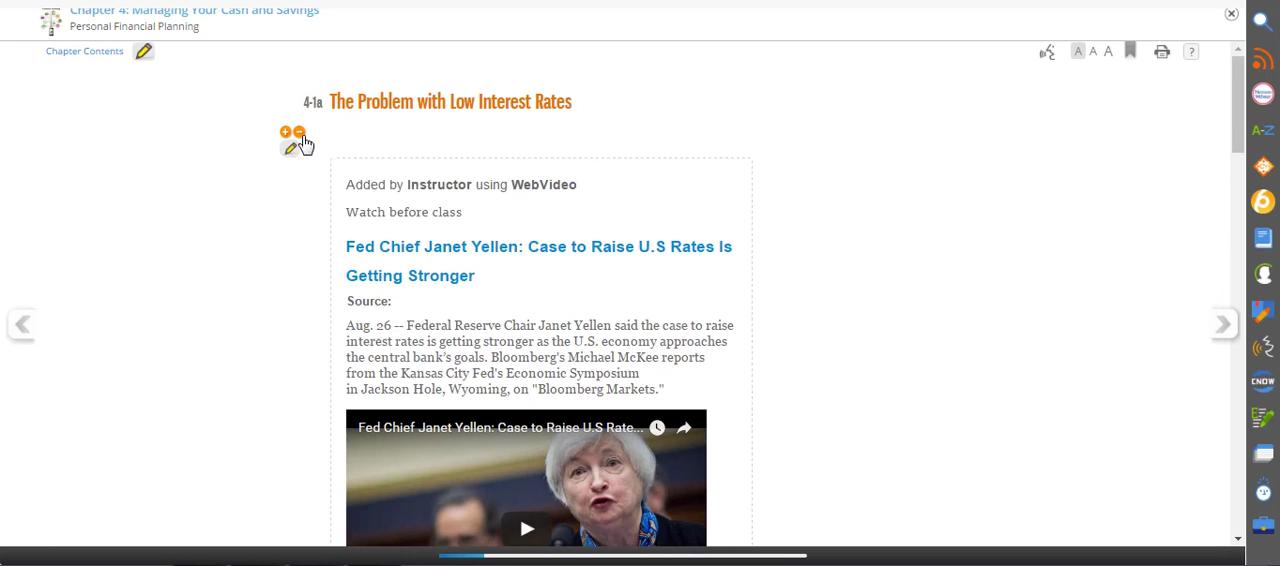 Chapter 4: Managing Your Cash and Savings
Personal Financial Planning
Chapter Contents
A A A
?
4-1a The Problem with Low Interest Rates
Added by Instructor using WebVideo
Watch before class
Fed Chief Janet Yellen: Case to Raise U.S Rates Is
Getting Stronger
Source:
Aug. 26 -- Federal Reserve Chair Janet Yellen said the case to raise
interest rates is getting stronger as the U.S. economy approaches
the central bank's goals. Bloomberg's Michael McKee reports
from the Kansas City Fed's Economic Symposium
in Jackson Hole, Wyoming, on "Bloomberg Markets."
Fed Chief Janet Yellen: Case to Raise U.S Rate...
A-Z
CNOW